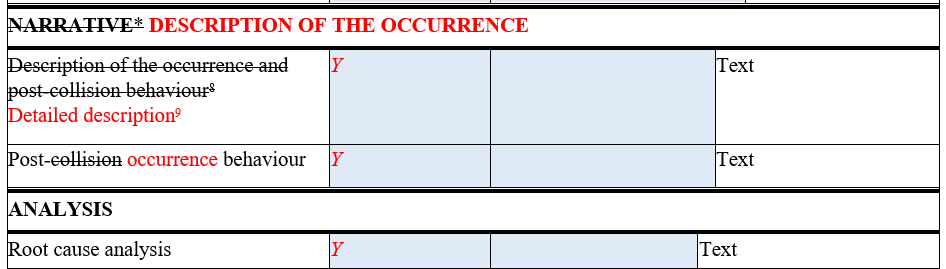 NARRATIVE* DESCRIPTION OF THE OCCURRENCE
Description of the occurrence and Y Text
post-collision behaviour⁸
Detailed description⁹
Post-collision occurrence behaviour Y Text
ANALYSIS
Root cause analysis Y Text